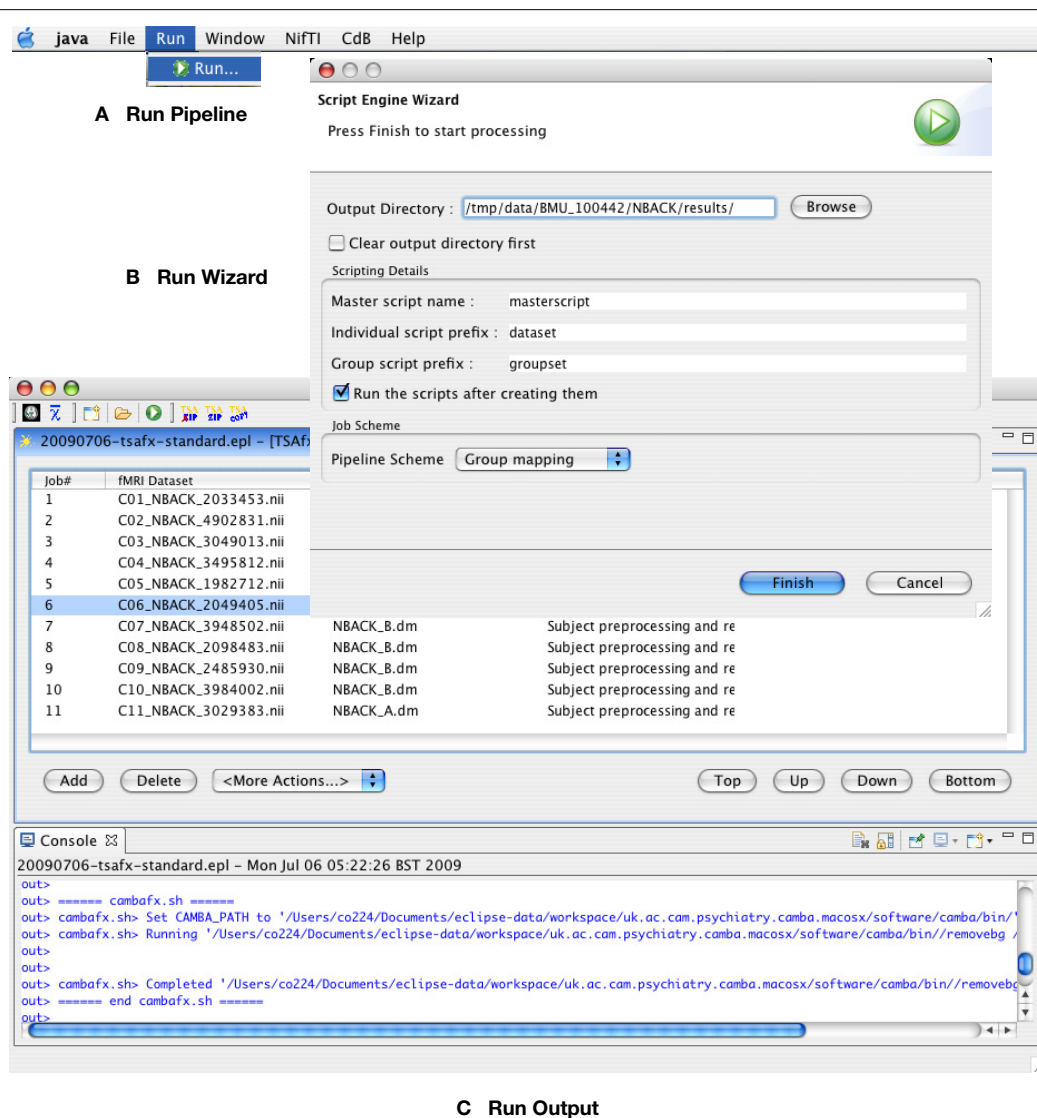 java File Run Window NifTI CdB Help
Run...
A Run Pipeline
Script Engine Wizard
Press Finish to start processing
Output Directory : /tmp/data/BMU_100442/NBACK/results/ Browse
Clear output directory first
B Run Wizard
Scripting Details
Master script name : masterscript
Individual script prefix : dataset
Group script prefix : groupset
Run the scripts after creating them
Job Scheme
Pipeline Scheme Group mapping
Finish Cancel
TSA ZIP TSA ZIP TSA COPY
20090706-tsafx-standard.epl - [TSAfx
Job# fMRI Dataset
1 C01_NBACK_2033453.nii
2 C02_NBACK_4902831.nii
3 C03_NBACK_3049013.nii
4 C04_NBACK_3495812.nii
5 C05_NBACK_1982712.nii
6 C06_NBACK_2049405.nii
7 C07_NBACK_3948502.nii NBACK_B.dm Subject preprocessing and re
8 C08_NBACK_2098483.nii NBACK_B.dm Subject preprocessing and re
9 C09_NBACK_2485930.nii NBACK_B.dm Subject preprocessing and re
10 C10_NBACK_3984002.nii NBACK_B.dm Subject preprocessing and re
11 C11_NBACK_3029383.nii NBACK_A.dm Subject preprocessing and re
Add Delete <More Actions...> Top Up Down Bottom
Console
20090706-tsafx-standard.epl - Mon Jul 06 05:22:26 BST 2009
out>
out> ====== cambafx.sh ======
out> cambafx.sh> Set CAMBA_PATH to '/Users/co224/Documents/eclipse-data/workspace/uk.ac.cam.psychiatry.camba.macosx/software/camba/bin/'
out> cambafx.sh> Running '/Users/co224/Documents/eclipse-data/workspace/uk.ac.cam.psychiatry.camba.macosx/software/camba/bin//removebg /
out>
out>
out> cambafx.sh> Completed '/Users/co224/Documents/eclipse-data/workspace/uk.ac.cam.psychiatry.camba.macosx/software/camba/bin//removebg
out> ====== end cambafx.sh ======
out>
C Run Output